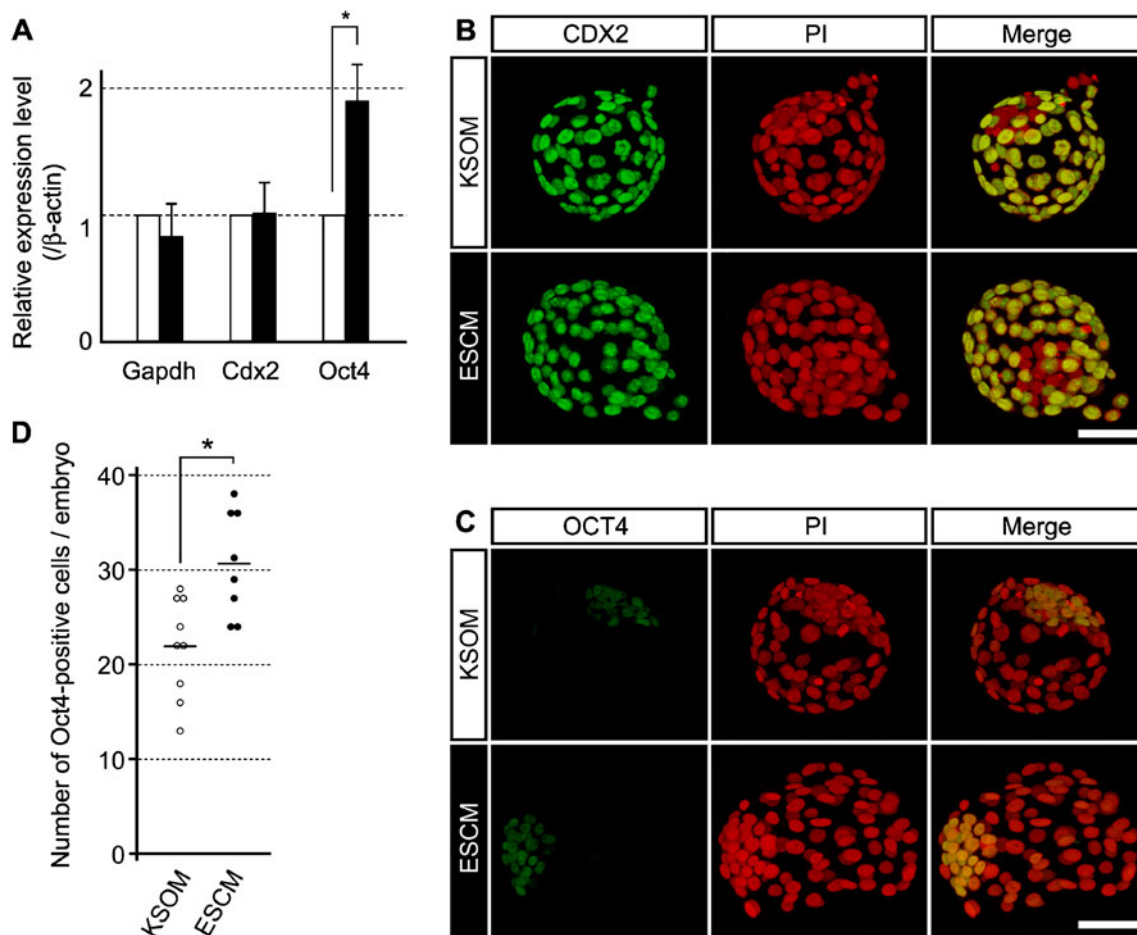 A
*
Relative expression level
(/β-actin)
2
1
0
Gapdh
Cdx2
Oct4
B
CDX2
PI
Merge
KSOM
ESCM
D
*
Number of Oct4-positive cells / embryo
40
30
20
10
0
KSOM
ESCM
C
OCT4
PI
Merge
KSOM
ESCM